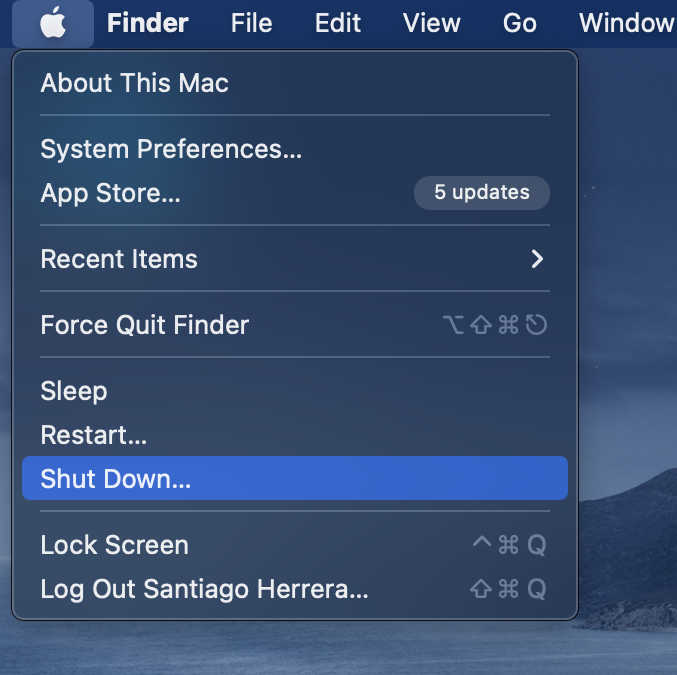 Finder File Edit View Go Window
About This Mac
System Preferences...
App Store... 5 updates
Recent Items
Force Quit Finder ⌥⇧⌘⎋
Sleep
Restart...
Shut Down...
Lock Screen ^⌘Q
Log Out Santiago Herrera... ⇧⌘Q